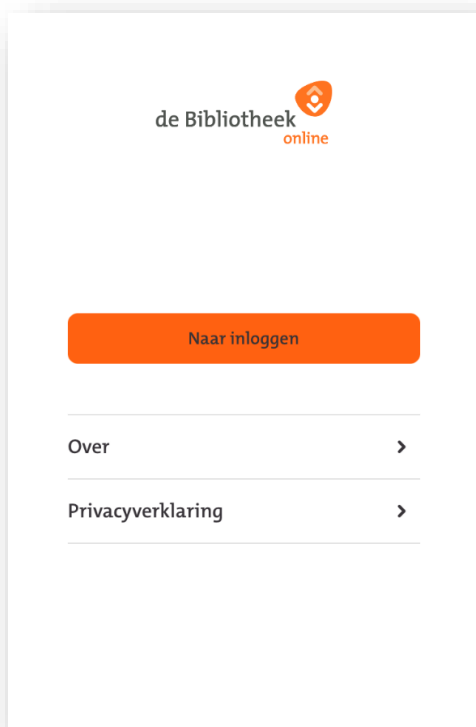 de Bibliotheek
online
Naar inloggen
Over
Privacyverklaring